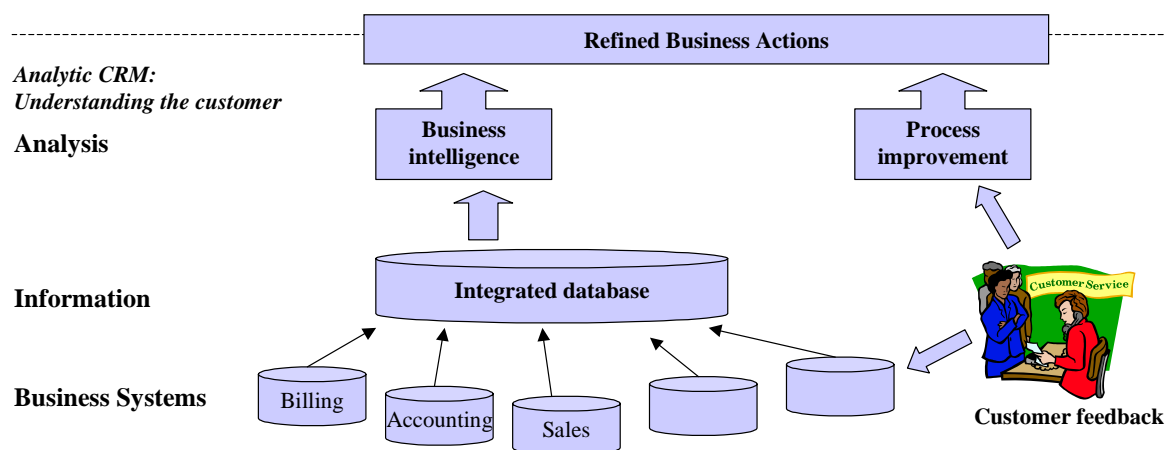 Refined Business Actions
Analytic CRM:
Understanding the customer
Analysis
Business
intelligence
Process
improvement
Information
Integrated database
Customer Service
Business Systems
Billing
Accounting
Sales
Customer feedback